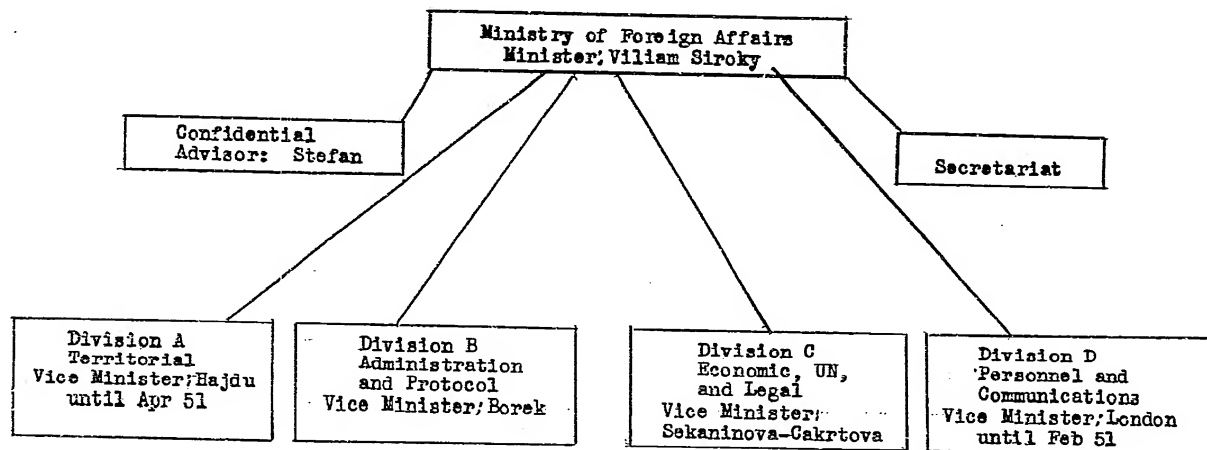 Ministry of Foreign Affairs
Minister; Viliam Siroky
Confidential
Advisor: Stefan
Secretariat
Division A
Territorial
Vice Minister; Hajdu
until Apr 51
Division B
Administration
and Protocol
Vice Minister; Borek
Division C
Economic, UN,
and Legal
Vice Minister;
Sekaninova-Cakrtova
Division D
Personnel and
Communications
Vice Minister; London
until Feb 51